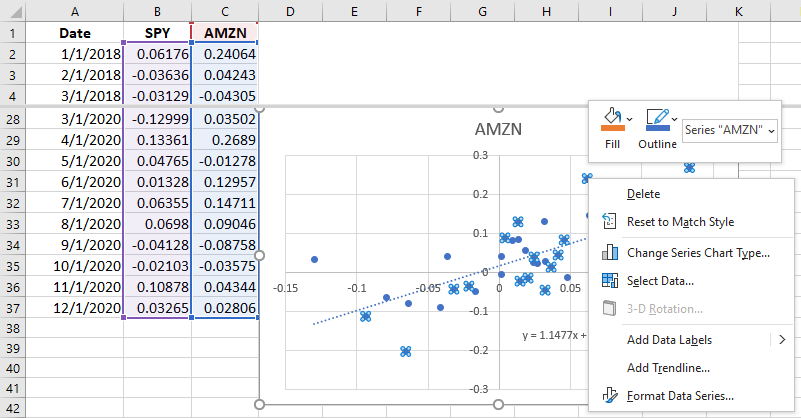 A B C D E F G H I J K
1 Date SPY AMZN
2 1/1/2018 0.06176 0.24064
3 2/1/2018 -0.03636 0.04243
4 3/1/2018 -0.03129 -0.04305
28 3/1/2020 -0.12999 0.03502
29 4/1/2020 0.13361 0.2689
30 5/1/2020 0.04765 -0.01278
31 6/1/2020 0.01328 0.12957
32 7/1/2020 0.06355 0.14711
33 8/1/2020 0.0698 0.09046
34 9/1/2020 -0.04128 -0.08758
35 10/1/2020 -0.02103 -0.03575
36 11/1/2020 0.10878 0.04344
37 12/1/2020 0.03265 0.02806
38
39
40
41
42
AMZN
0.3
0.2
0.1
0
-0.15 -0.1 -0.05 0 0.05
-0.1
y = 1.1477x +
-0.2
-0.3
Fill Outline Series "AMZN"
Delete
Reset to Match Style
Change Series Chart Type...
Select Data...
3-D Rotation...
Add Data Labels
Add Trendline...
Format Data Series...